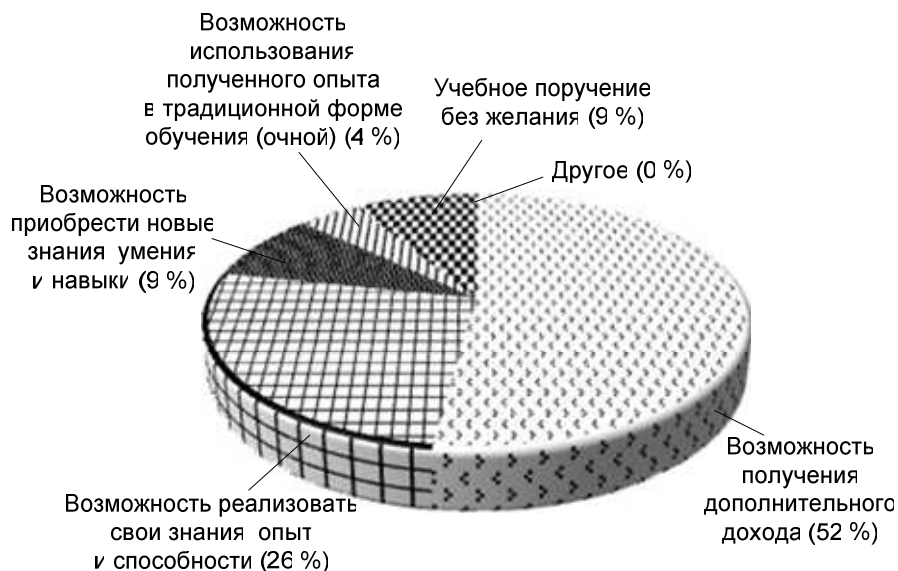 Возможность
использования
полученного опыта
в традиционной форме
обучения (очной) (4 %)
Учебное поручение
без желания (9 %)
Другое (0 %)
Возможность
приобрести новые
знания умения
и навыки (9 %)
Возможность
получения
дополнительного
дохода (52 %)
Возможность реализовать
свои знания опыт
и способности (26 %)